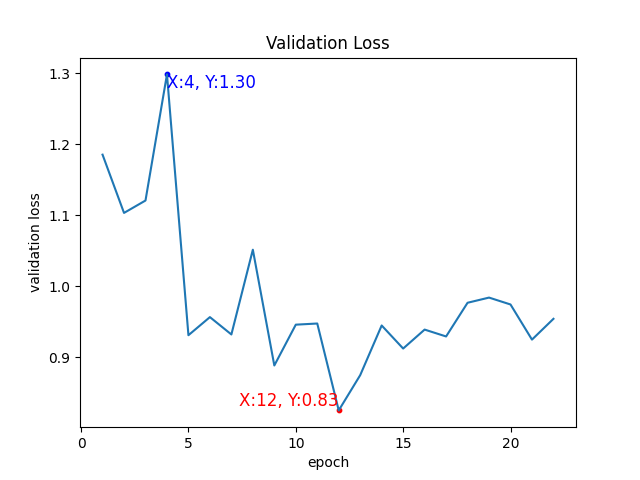 Validation Loss
1.3
X:4, Y:1.30
1.2
1.1
validation loss
1.0
0.9
X:12, Y:0.83
0 5 10 15 20
epoch